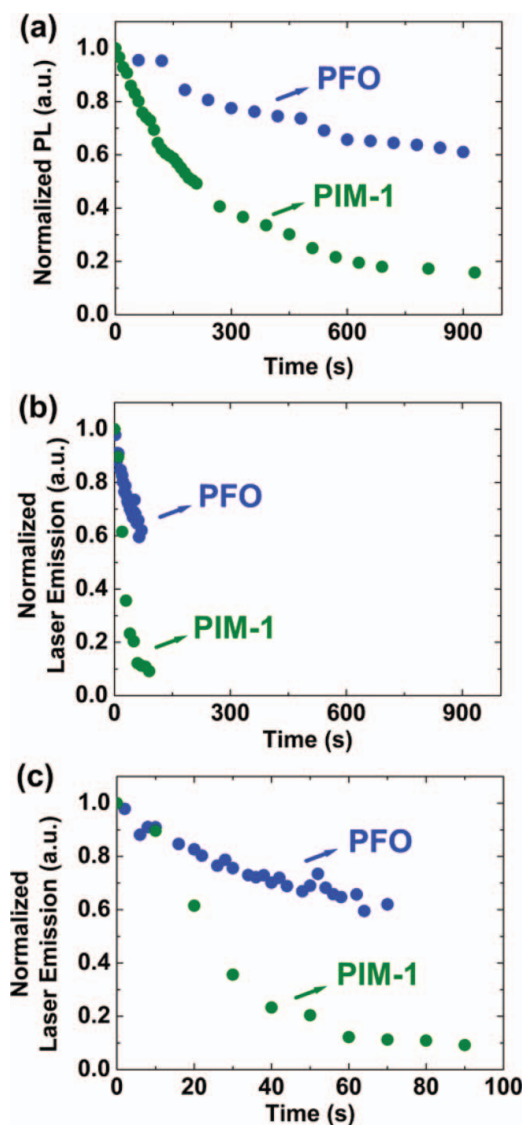 (a)
1.0
0.8
0.6
0.4
0.2
0.0
Normalized PL (a.u.)
PFO
PIM-1
0
300
600
900
Time (s)
(b)
1.0
0.8
0.6
0.4
0.2
0.0
Normalized
Laser Emission (a.u.)
PFO
PIM-1
0
300
600
900
Time (s)
(c)
1.0
0.8
0.6
0.4
0.2
0.0
Normalized
Laser Emission (a.u.)
PFO
PIM-1
0
20
40
60
80
100
Time (s)